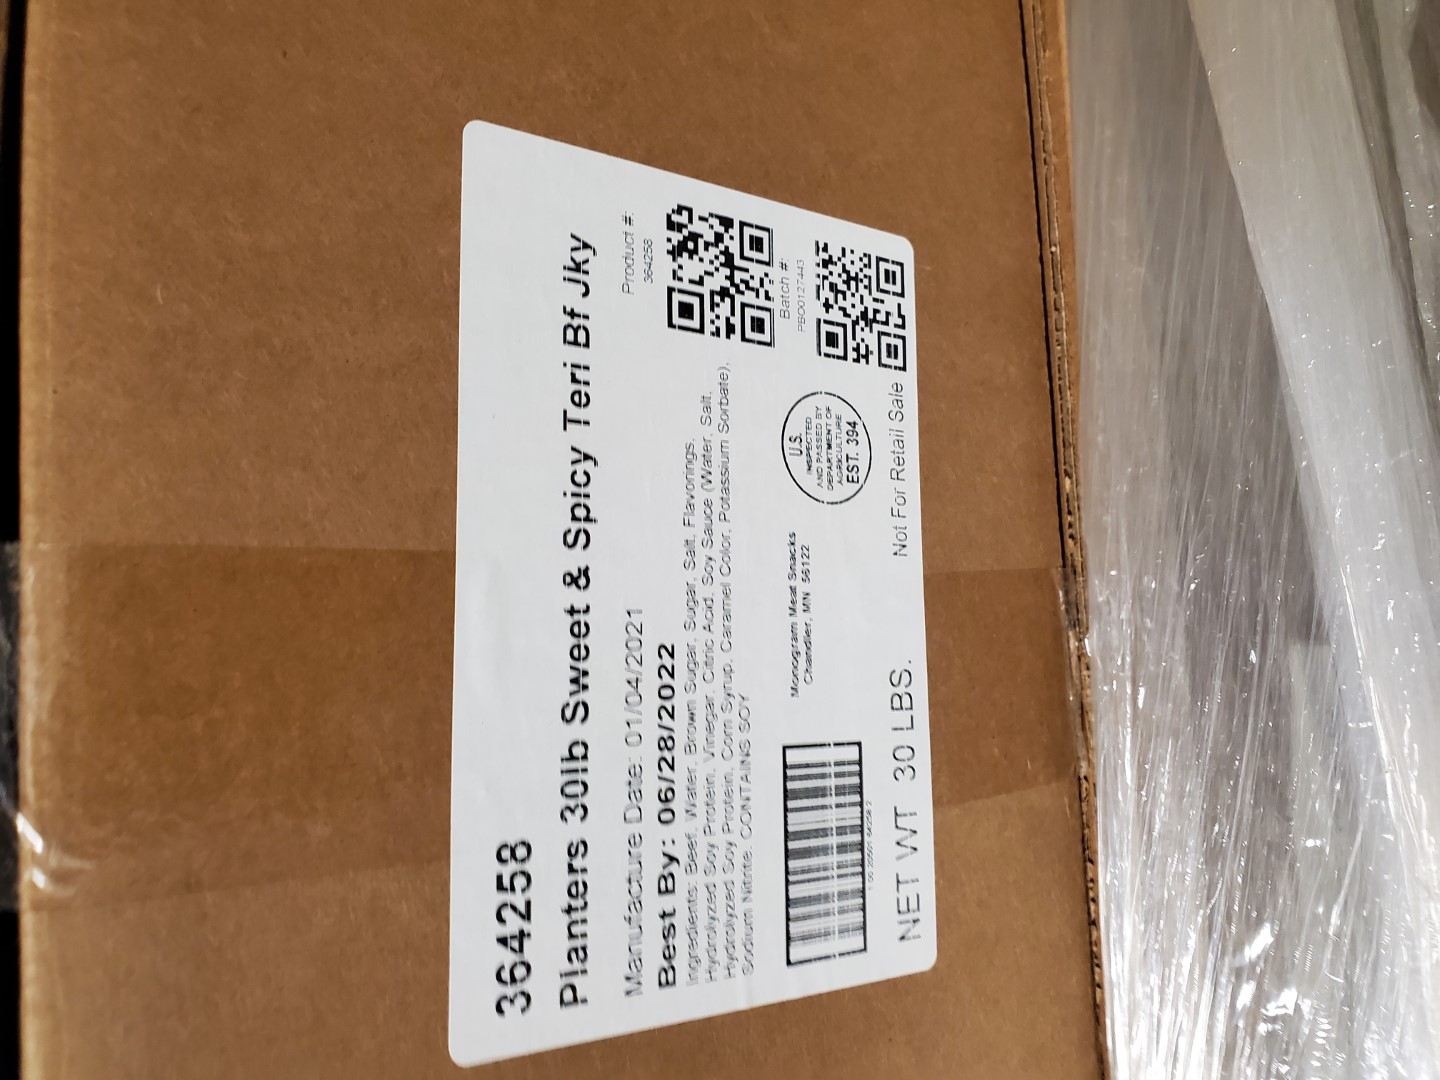 364258
Planters 30lb Sweet & Spicy Teri Bf Jky
Manufacture Date: 01/04/2021
Best By: 06/28/2022
Ingredients: Beef, Water, Brown Sugar, Sugar, Salt, Flavorings,
Hydrolyzed Soy Protein, Vinegar, Citric Acid, Soy Sauce (Water, Salt,
Hydrolyzed Soy Protein, Corn Syrup, Caramel Color, Potassium Sorbate),
Sodium Nitrite. CONTAINS SOY
Product #:
364258
Batch #:
PBO0127443
Monogram Meat Snacks
Chandler, MN 56122
U.S.
INSPECTED
AND PASSED BY
DEPARTMENT OF
AGRICULTURE
EST. 394
NET WT 30 LBS.
Not For Retail Sale